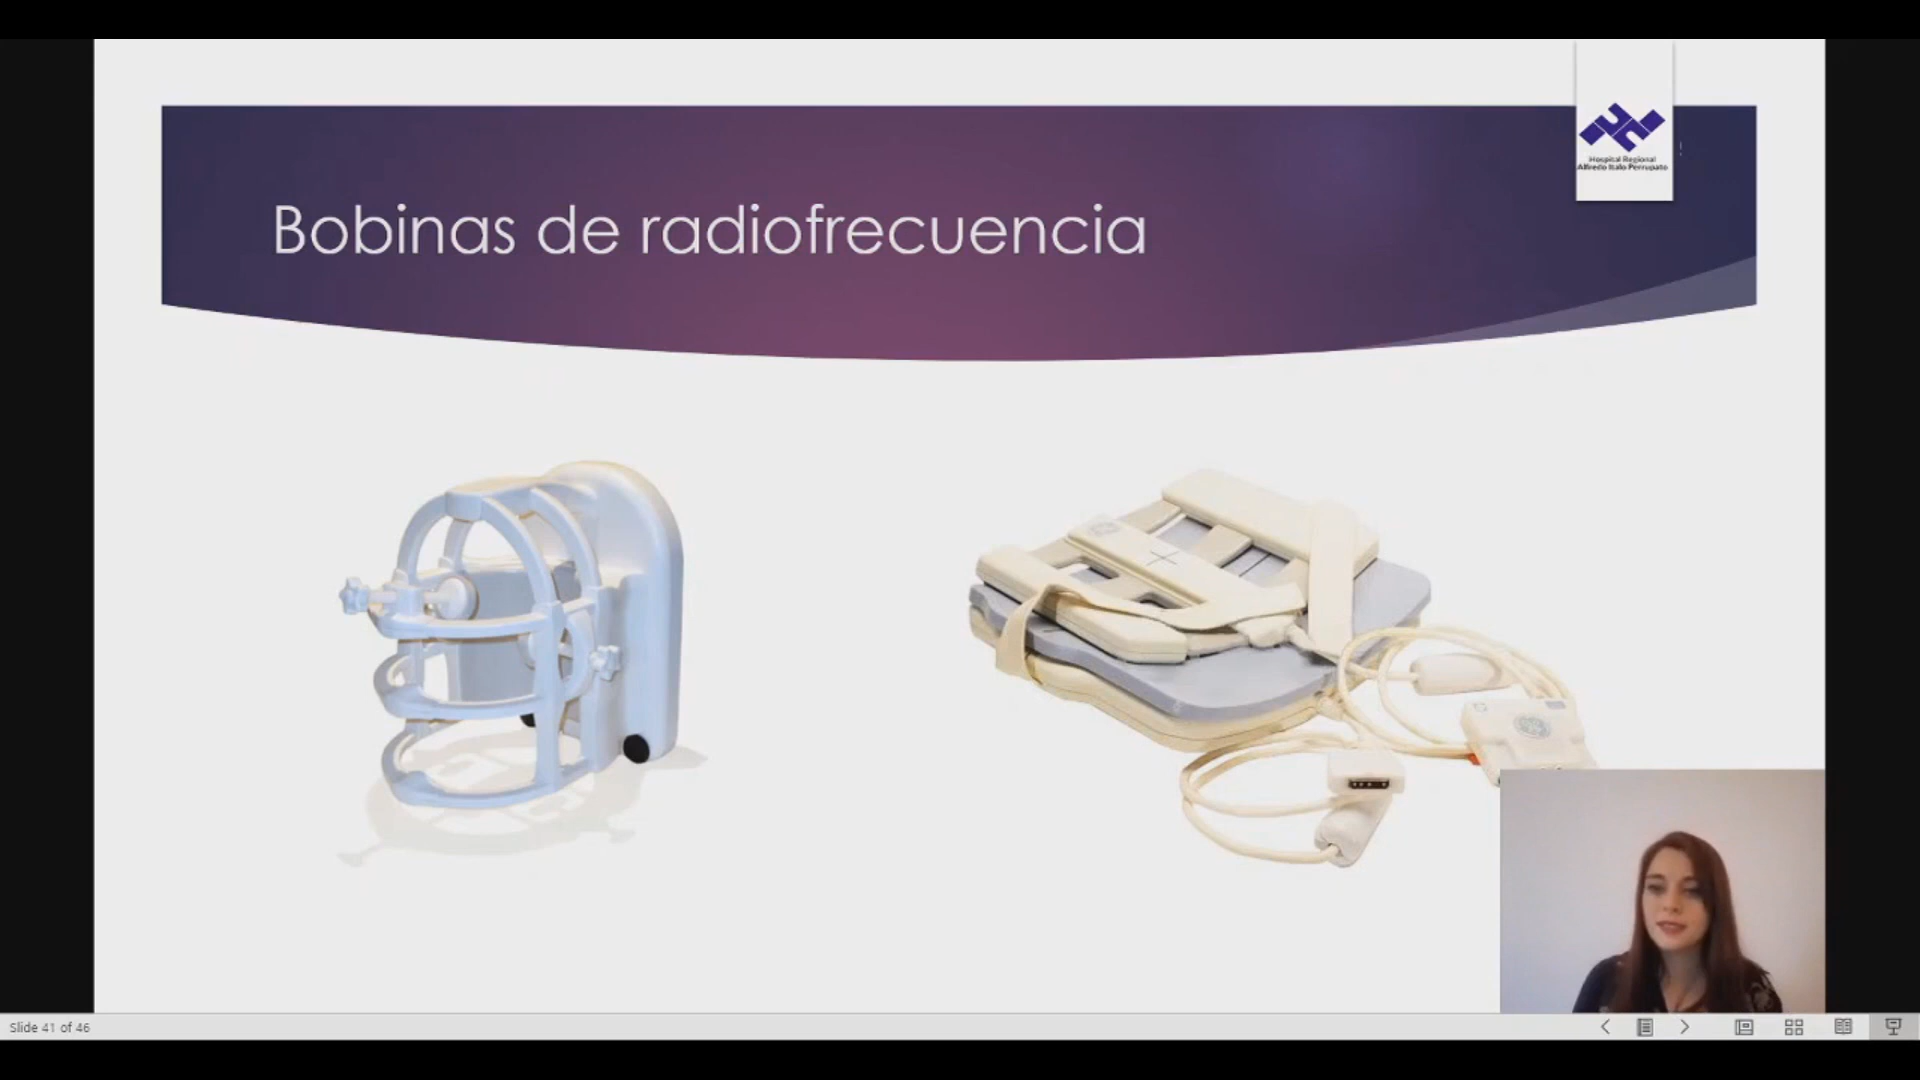 Hospital Regional
Alfredo Italo Perrupato
Bobinas de radiofrecuencia
Slide 41 of 46